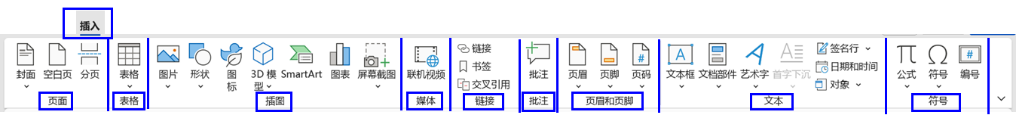 插入
封面 空白页 分页 表格 图片 形状 图标 3D 模型 SmartArt 图表 屏幕截图 联机视频 链接 书签 交叉引用 批注 页眉 页脚 页码 文本框 文档部件 艺术字 首字下沉 签名行 日期和时间 对象 公式 符号 编号
页面 表格 插画 媒体 链接 批注 页眉和页脚 文本 符号